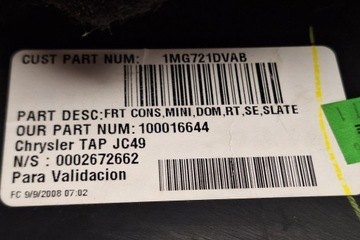 CUST PART NUM: 1MG721DVAB
PART DESC:FRT CONS,MINI,DOM,RT,SE,SLATE
OUR PART NUM: 100016644
Chrysler TAP JC49
N/S : 0002672662
Para Validacion
FC 9/9/2008 07:02